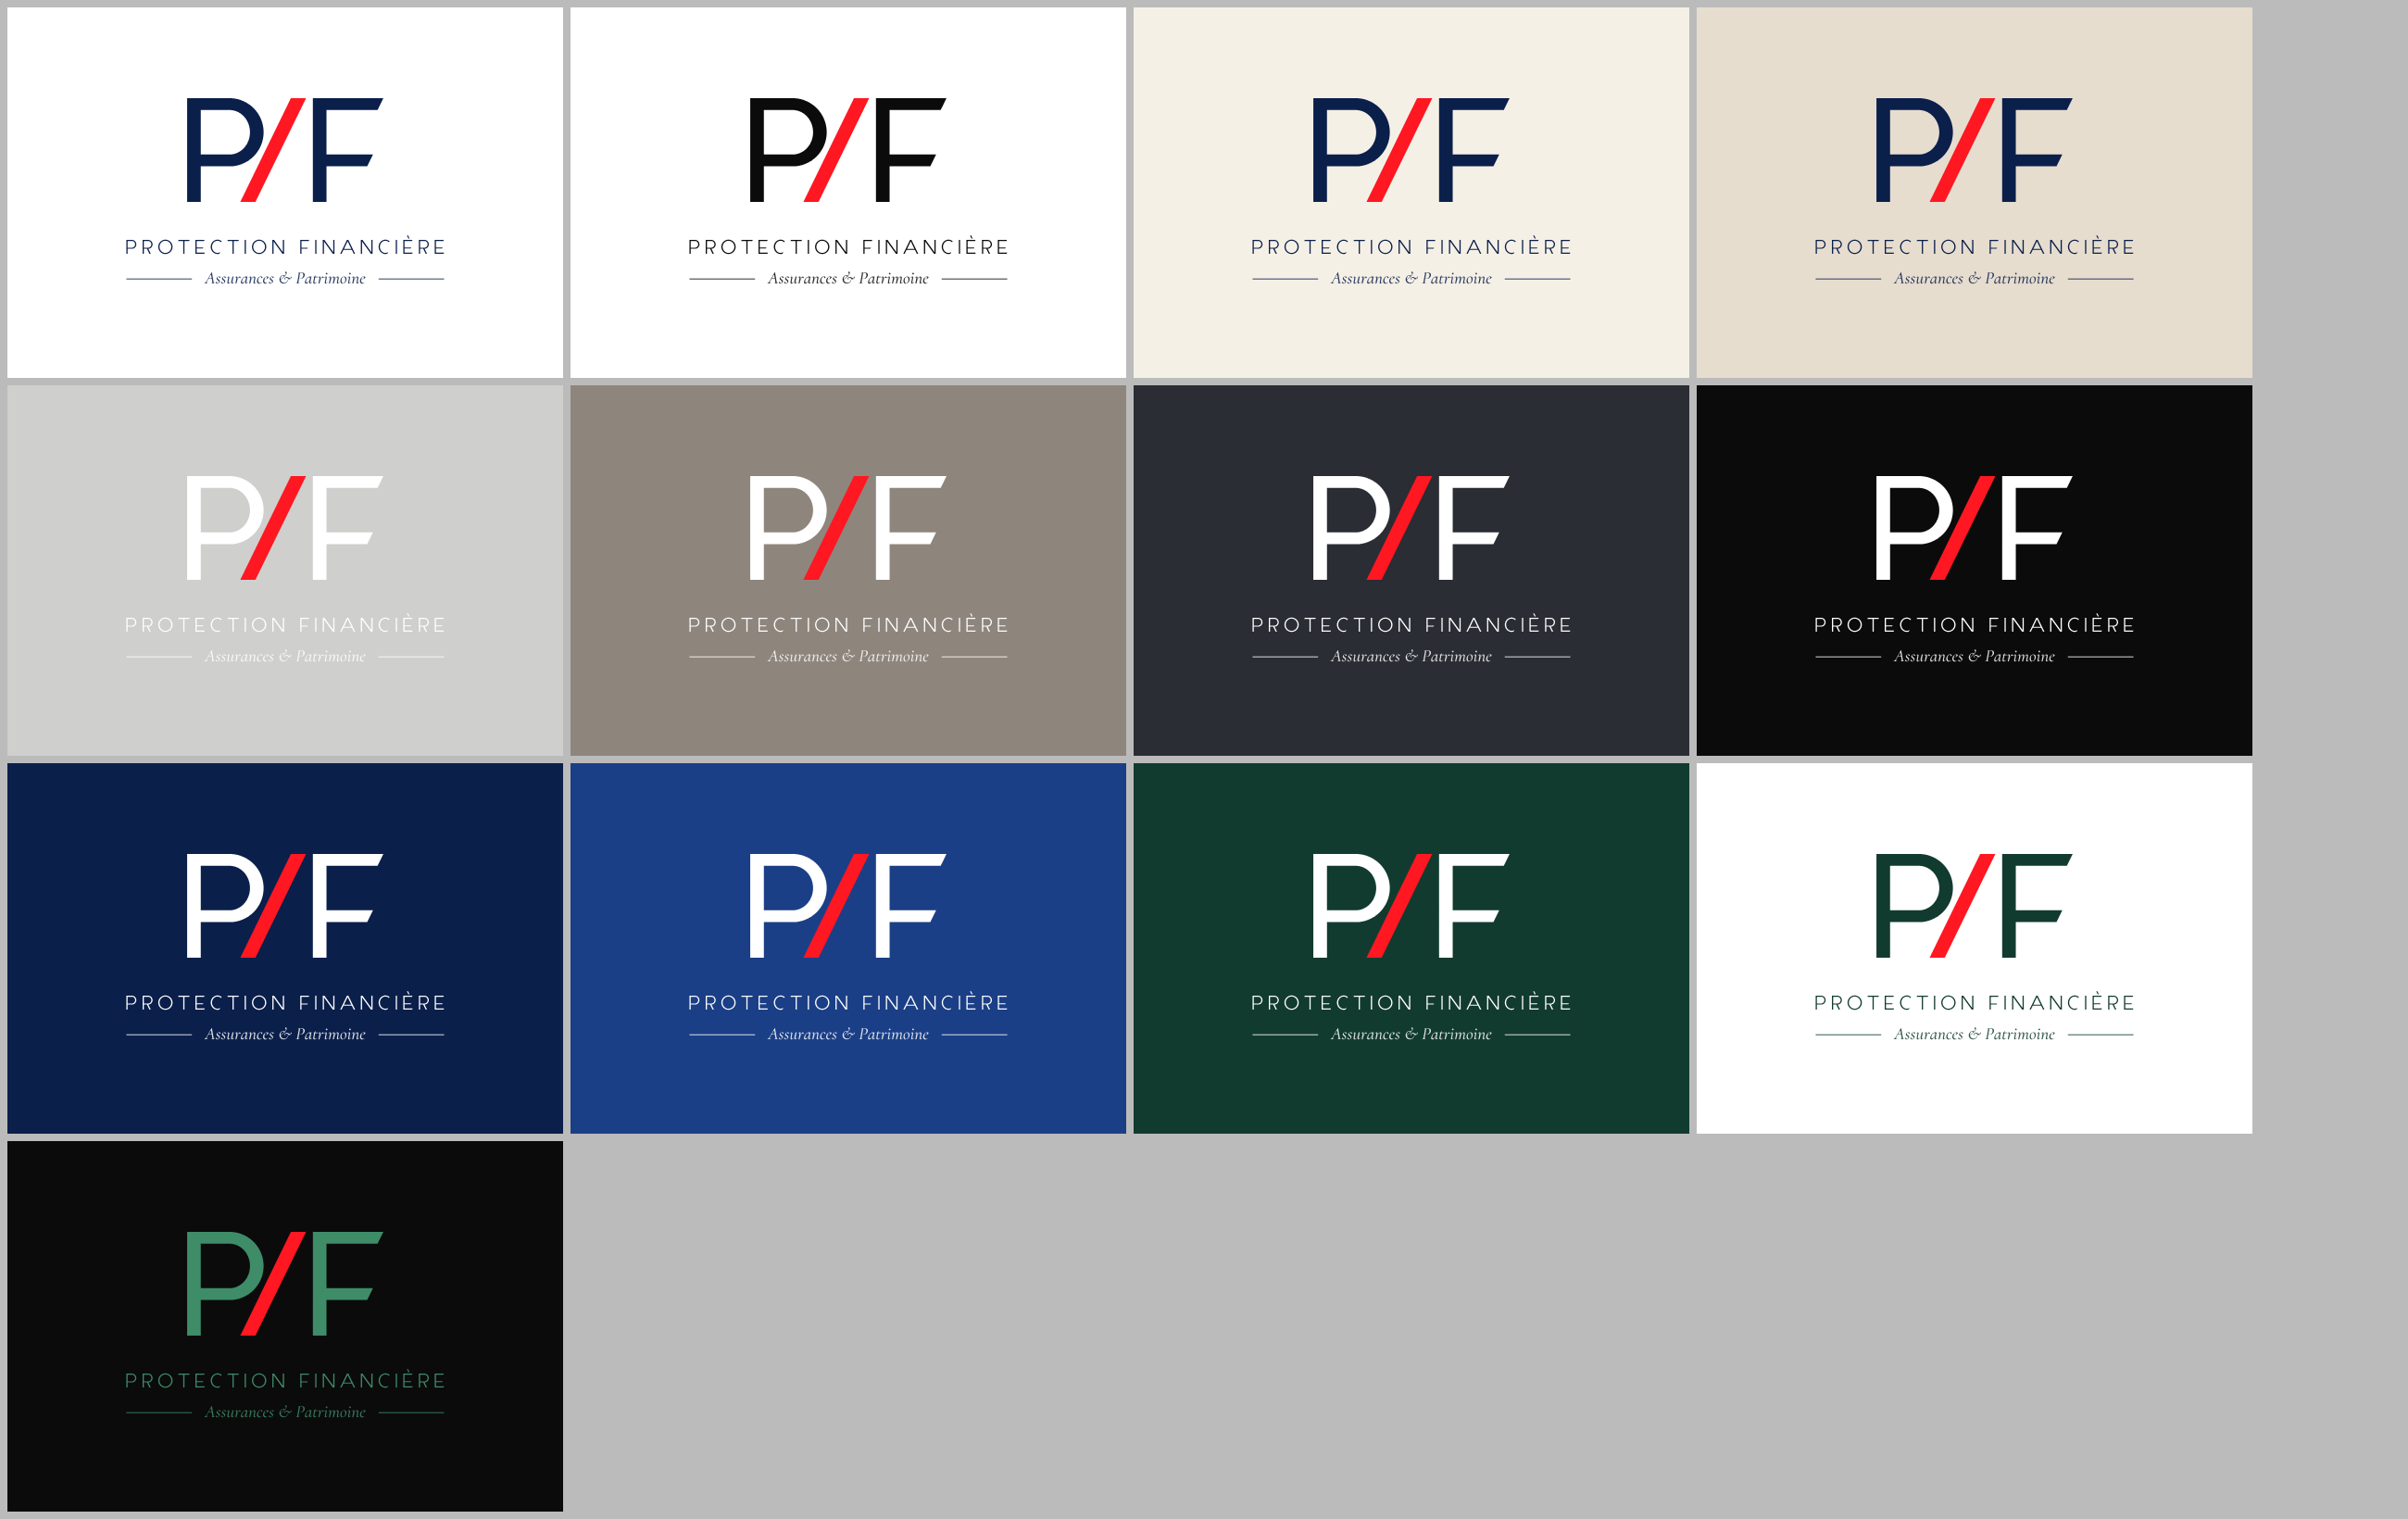 P/F
PROTECTION FINANCIÈRE
Assurances & Patrimoine
P/F
PROTECTION FINANCIÈRE
Assurances & Patrimoine
P/F
PROTECTION FINANCIÈRE
Assurances & Patrimoine
P/F
PROTECTION FINANCIÈRE
Assurances & Patrimoine
P/F
PROTECTION FINANCIÈRE
Assurances & Patrimoine
P/F
PROTECTION FINANCIÈRE
Assurances & Patrimoine
P/F
PROTECTION FINANCIÈRE
Assurances & Patrimoine
P/F
PROTECTION FINANCIÈRE
Assurances & Patrimoine
P/F
PROTECTION FINANCIÈRE
Assurances & Patrimoine
P/F
PROTECTION FINANCIÈRE
Assurances & Patrimoine
P/F
PROTECTION FINANCIÈRE
Assurances & Patrimoine
P/F
PROTECTION FINANCIÈRE
Assurances & Patrimoine
P/F
PROTECTION FINANCIÈRE
Assurances & Patrimoine